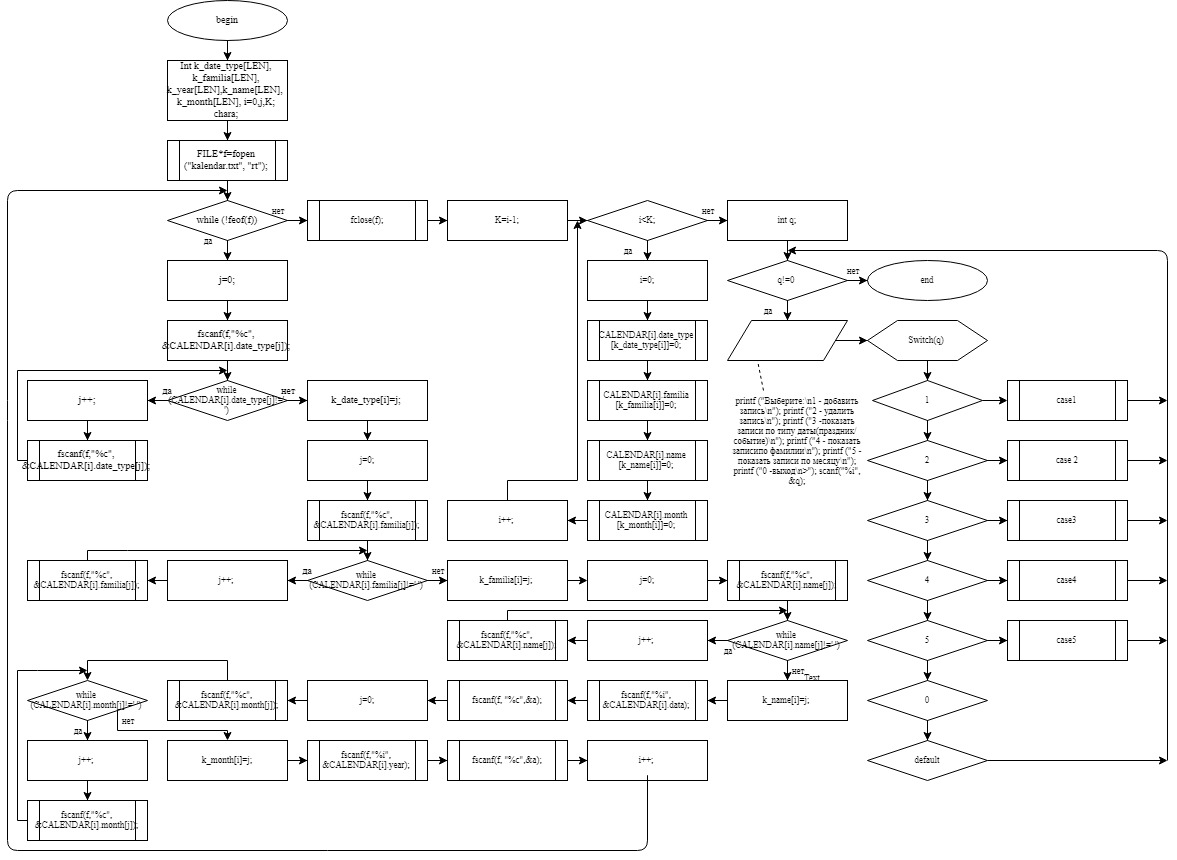 begin
Int k_date_type[LEN],
k_familia[LEN],
k_year[LEN],k_name[LEN],
k_month[LEN], i=0,j,K;
chara;
FILE*f=fopen
("kalendar.txt", "rt");
while (!feof(f))
нет
да
fclose(f);
K=i-1;
i<K;
нет
да
int q;
j=0;
i=0;
q!=0
нет
да
end
fscanf(f,"%c",
&CALENDAR[i].date_type[j]);
CALENDAR[i].date_type
[k_date_type[i]]=0;
Switch(q)
while
(CALENDAR[i].date_type[j]!='
')
да
нет
j++;
k_date_type[i]=j;
CALENDAR[i].familia
[k_familia[i]]=0;
printf ("Выберите:\n1 - добавить
запись\n"); printf ("2 - удалить
запись\n"); printf ("3 -показать
записи по типу даты(праздник/
событие)\n"); printf ("4 - показать
записипо фамилии\n"); printf ("5 -
показать записи по месяцу\n");
printf ("0 -выход\n>"); scanf("%i",
&q);
1
case1
fscanf(f,"%c",
&CALENDAR[i].date_type[j]);
j=0;
CALENDAR[i].name
[k_name[i]]=0;
2
case 2
fscanf(f,"%c",
&CALENDAR[i].familia[j]);
i++;
CALENDAR[i].month
[k_month[i]]=0;
3
case3
fscanf(f,"%c",
&CALENDAR[i].familia[j]);
j++;
да
while
(CALENDAR[i].familia[j]!=' ')
нет
k_familia[i]=j;
j=0;
fscanf(f,"%c",
&CALENDAR[i].name[j]);
4
case4
fscanf(f,"%c",
&CALENDAR[i].name[j]);
j++;
да
while
(CALENDAR[i].name[j]!=' ')
нет
Text
5
case5
while
(CALENDAR[i].month[j]!=' ')
да
нет
fscanf(f,"%c",
&CALENDAR[i].month[j]);
j=0;
fscanf(f, "%c",&a);
fscanf(f,"%i",
&CALENDAR[i].data);
k_name[i]=j;
0
j++;
k_month[i]=j;
fscanf(f,"%i",
&CALENDAR[i].year);
fscanf(f, "%c",&a);
i++;
default
fscanf(f,"%c",
&CALENDAR[i].month[j]);